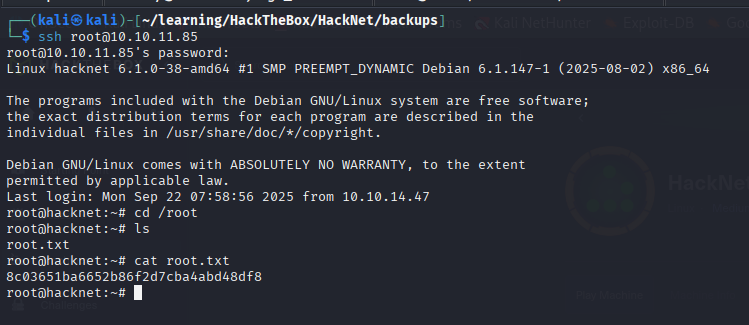 (kali㉿kali)-[~/learning/HackTheBox/HackNet/backups]
$ ssh root@10.10.11.85
root@10.10.11.85's password:
Linux hacknet 6.1.0-38-amd64 #1 SMP PREEMPT_DYNAMIC Debian 6.1.147-1 (2025-08-02) x86_64
The programs included with the Debian GNU/Linux system are free software;
the exact distribution terms for each program are described in the
individual files in /usr/share/doc/*/copyright.
Debian GNU/Linux comes with ABSOLUTELY NO WARRANTY, to the extent
permitted by applicable law.
Last login: Mon Sep 22 07:58:56 2025 from 10.10.14.47
root@hacknet:~# cd /root
root@hacknet:~# ls
root.txt
root@hacknet:~# cat root.txt
8c03651ba6652b86f2d7cba4abd48df8
root@hacknet:~#
Kali NetHunter
Exploit-DB
HackNet